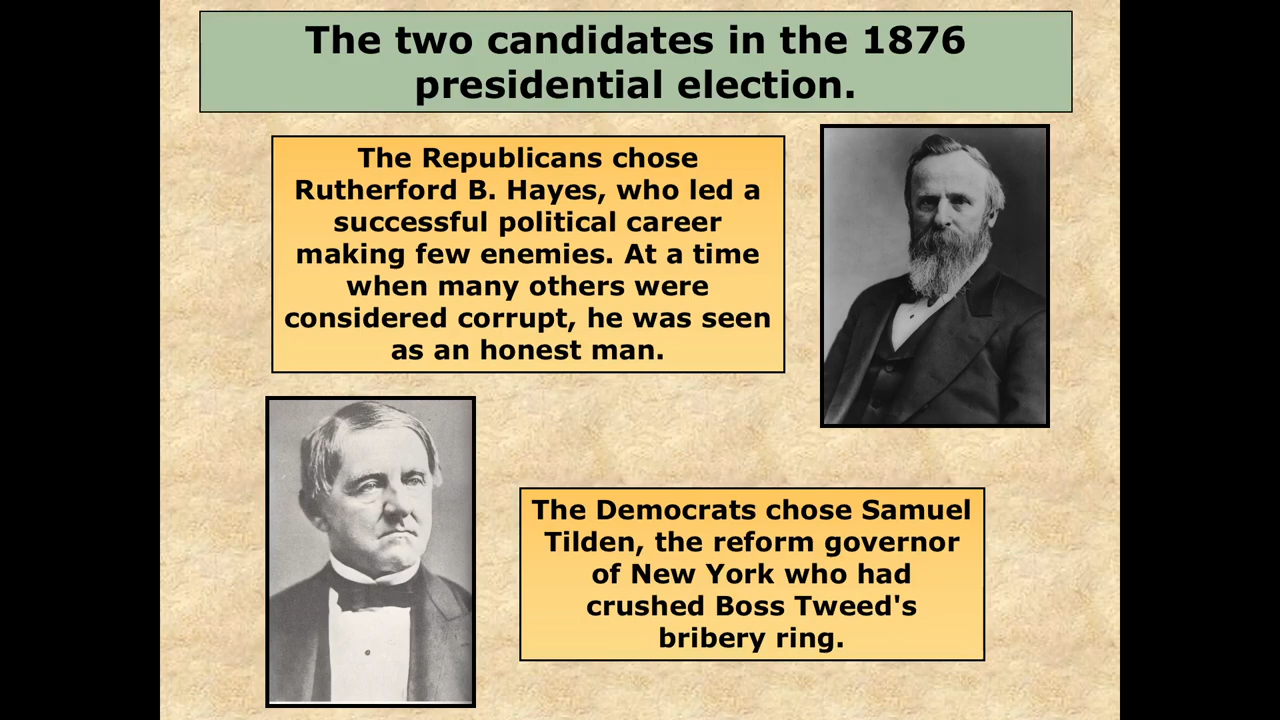 The two candidates in the 1876
presidential election.
The Republicans chose
Rutherford B. Hayes, who led a
successful political career
making few enemies. At a time
when many others were
considered corrupt, he was seen
as an honest man.
The Democrats chose Samuel
Tilden, the reform governor
of New York who had
crushed Boss Tweed's
bribery ring.